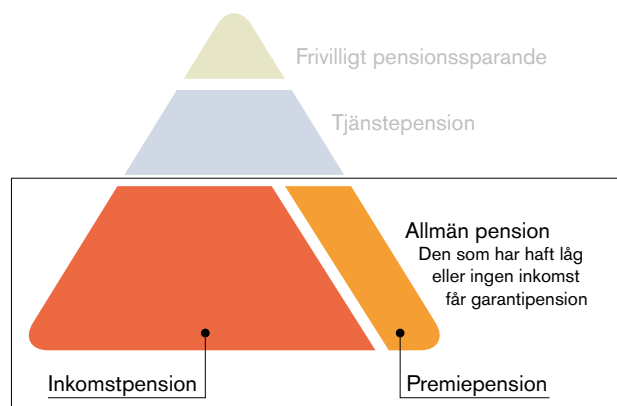 Frivilligt pensionssparande
Tjänstepension
Allmän pension
Den som har haft låg
eller ingen inkomst
får garantipension
Inkomstpension
Premiepension